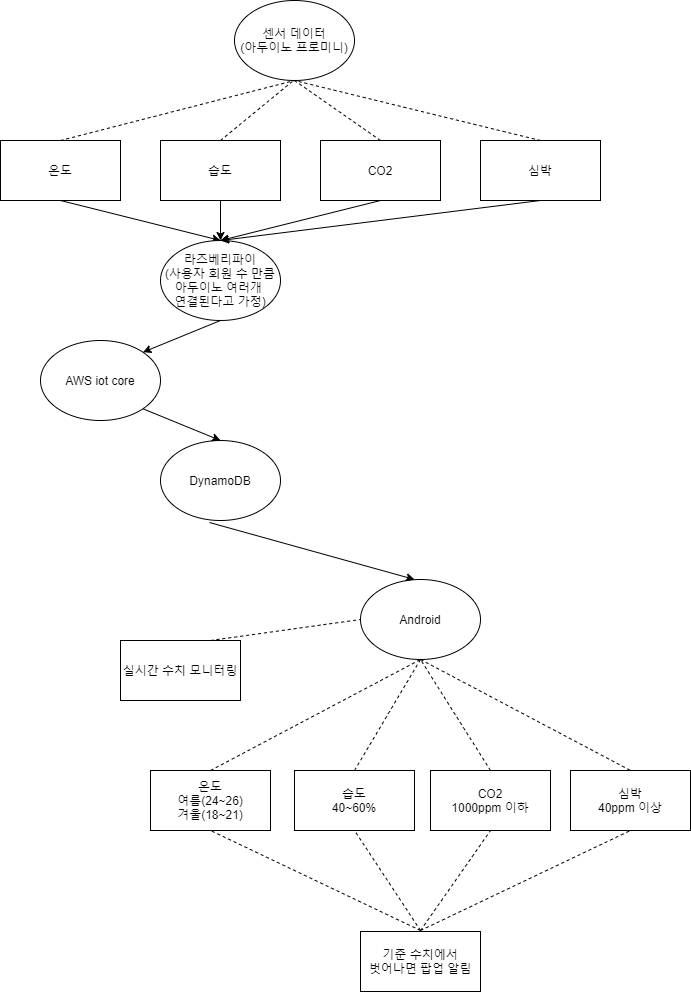 센서 데이터
(아두이노 프로미니)
온도
습도
CO2
심박
라즈베리파이
(사용자 회원 수 만큼
아두이노 여러개
연결된다고 가정)
AWS iot core
DynamoDB
Android
실시간 수치 모니터링
온도
여름(24~26)
겨울(18~21)
습도
40~60%
CO2
1000ppm 이하
심박
40ppm 이상
기준 수치에서
벗어나면 팝업 알림